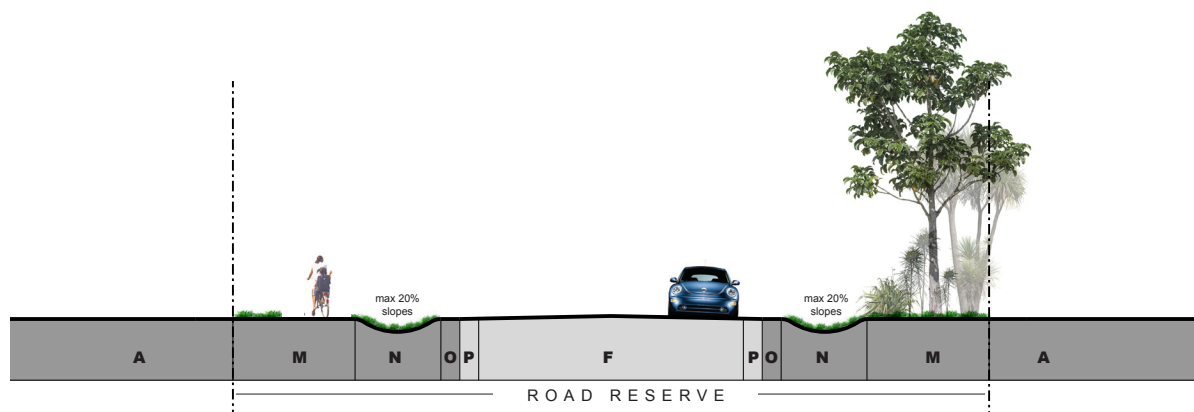 max 20%
slopes
max 20%
slopes
A M N O P F P O N M A
ROAD RESERVE